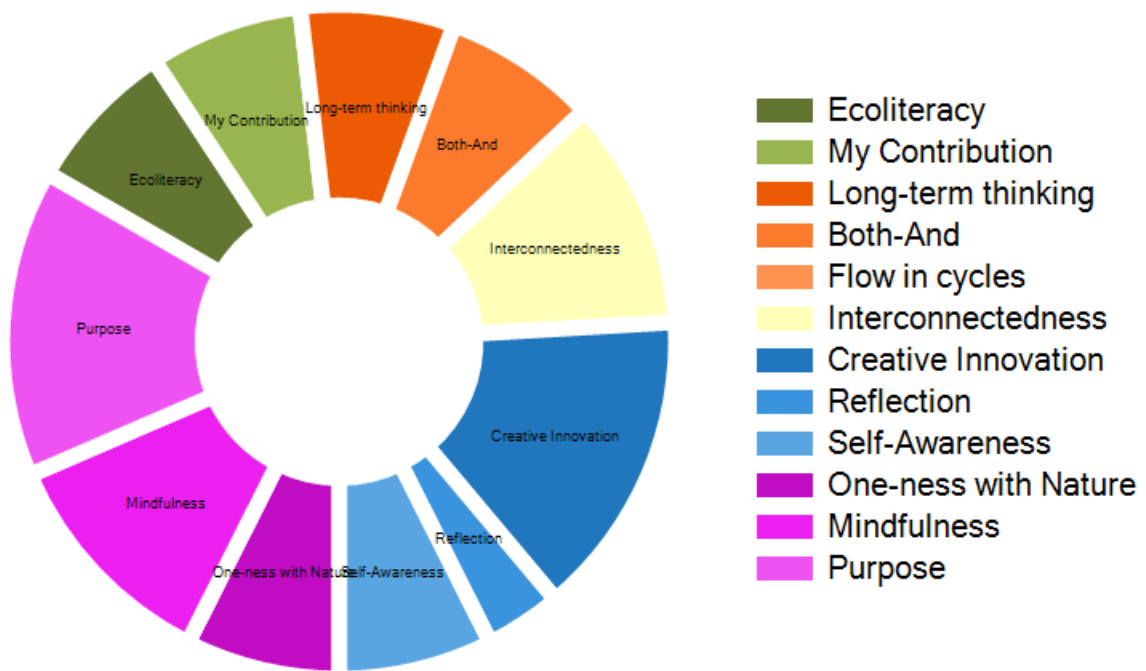 Long-term thinking
My Contribution
Both-And
Ecoliteracy
Interconnectedness
Purpose
Creative Innovation
Mindfulness
Reflection
One-ness with Nature
Self-Awareness
Ecoliteracy
My Contribution
Long-term thinking
Both-And
Flow in cycles
Interconnectedness
Creative Innovation
Reflection
Self-Awareness
One-ness with Nature
Mindfulness
Purpose